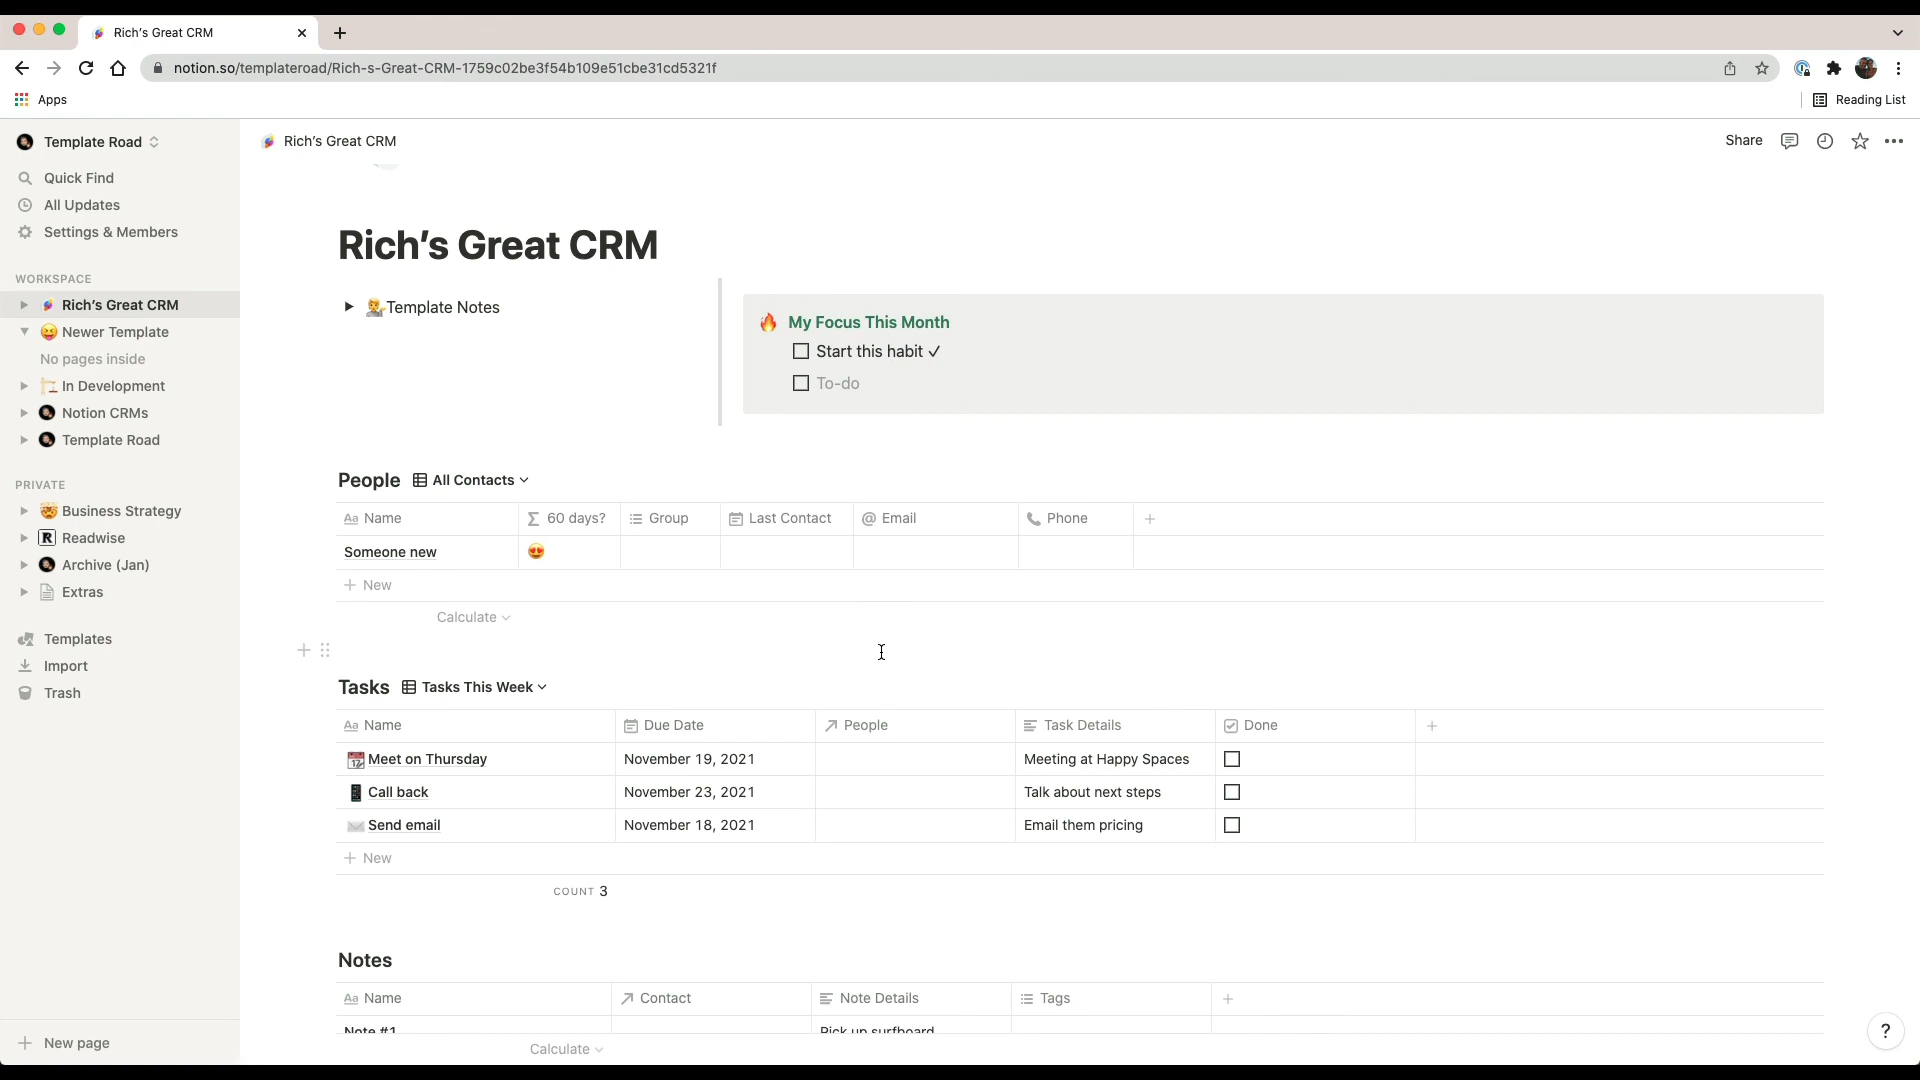 Rich's Great CRM
notion.so/templateroad/Rich-s-Great-CRM-1759c02be3f54b109e51cbe31cd5321f
Apps
Reading List
Template Road
Rich's Great CRM
Share
Quick Find
All Updates
Settings & Members
WORKSPACE
Rich's Great CRM
Newer Template
No pages inside
In Development
Notion CRMs
Template Road
PRIVATE
Business Strategy
Readwise
Archive (Jan)
Extras
Templates
Import
Trash
New page
Rich's Great CRM
Template Notes
My Focus This Month
Start this habit ✓
To-do
People All Contacts
Name 60 days? Group Last Contact Email Phone
Someone new
New
Calculate
Tasks Tasks This Week
Name Due Date People Task Details Done
Meet on Thursday November 19, 2021 Meeting at Happy Spaces
Call back November 23, 2021 Talk about next steps
Send email November 18, 2021 Email them pricing
New
COUNT 3
Notes
Name Contact Note Details Tags
Note #1 Pick up surfboard
Calculate
?